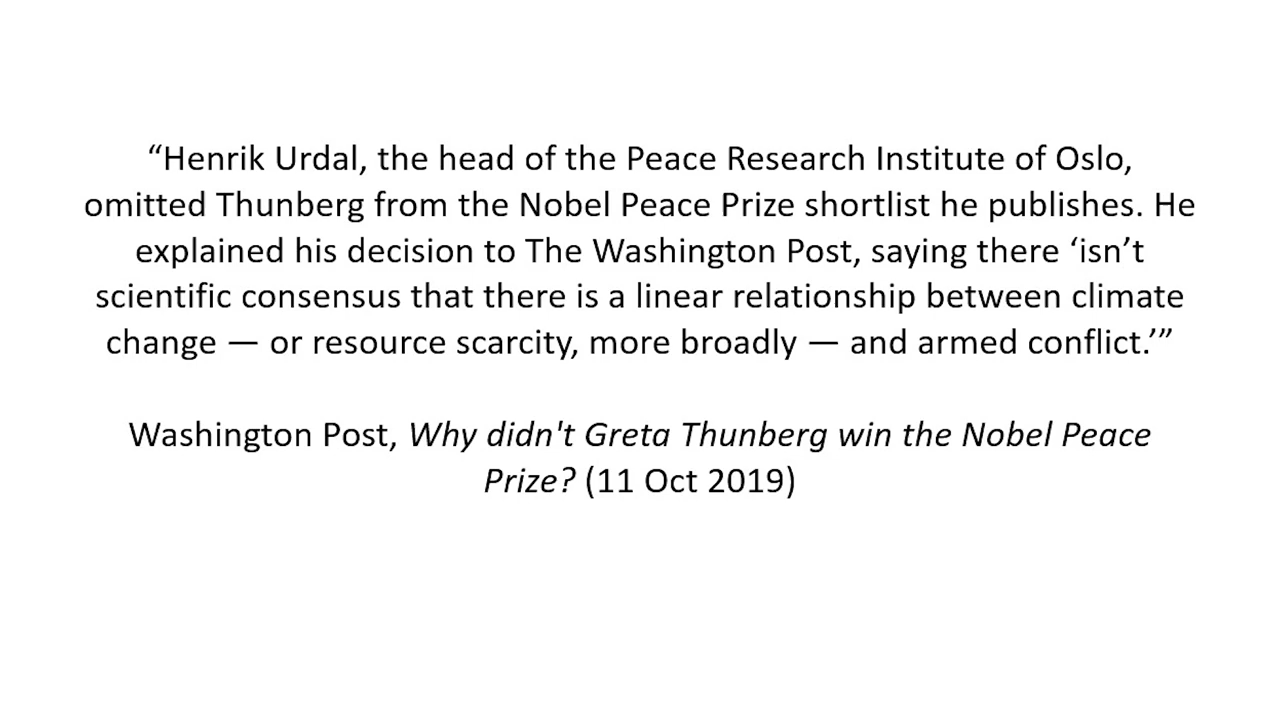 “Henrik Urdal, the head of the Peace Research Institute of Oslo,
omitted Thunberg from the Nobel Peace Prize shortlist he publishes. He
explained his decision to The Washington Post, saying there ‘isn’t
scientific consensus that there is a linear relationship between climate
change — or resource scarcity, more broadly — and armed conflict.’”
Washington Post, Why didn't Greta Thunberg win the Nobel Peace
Prize? (11 Oct 2019)